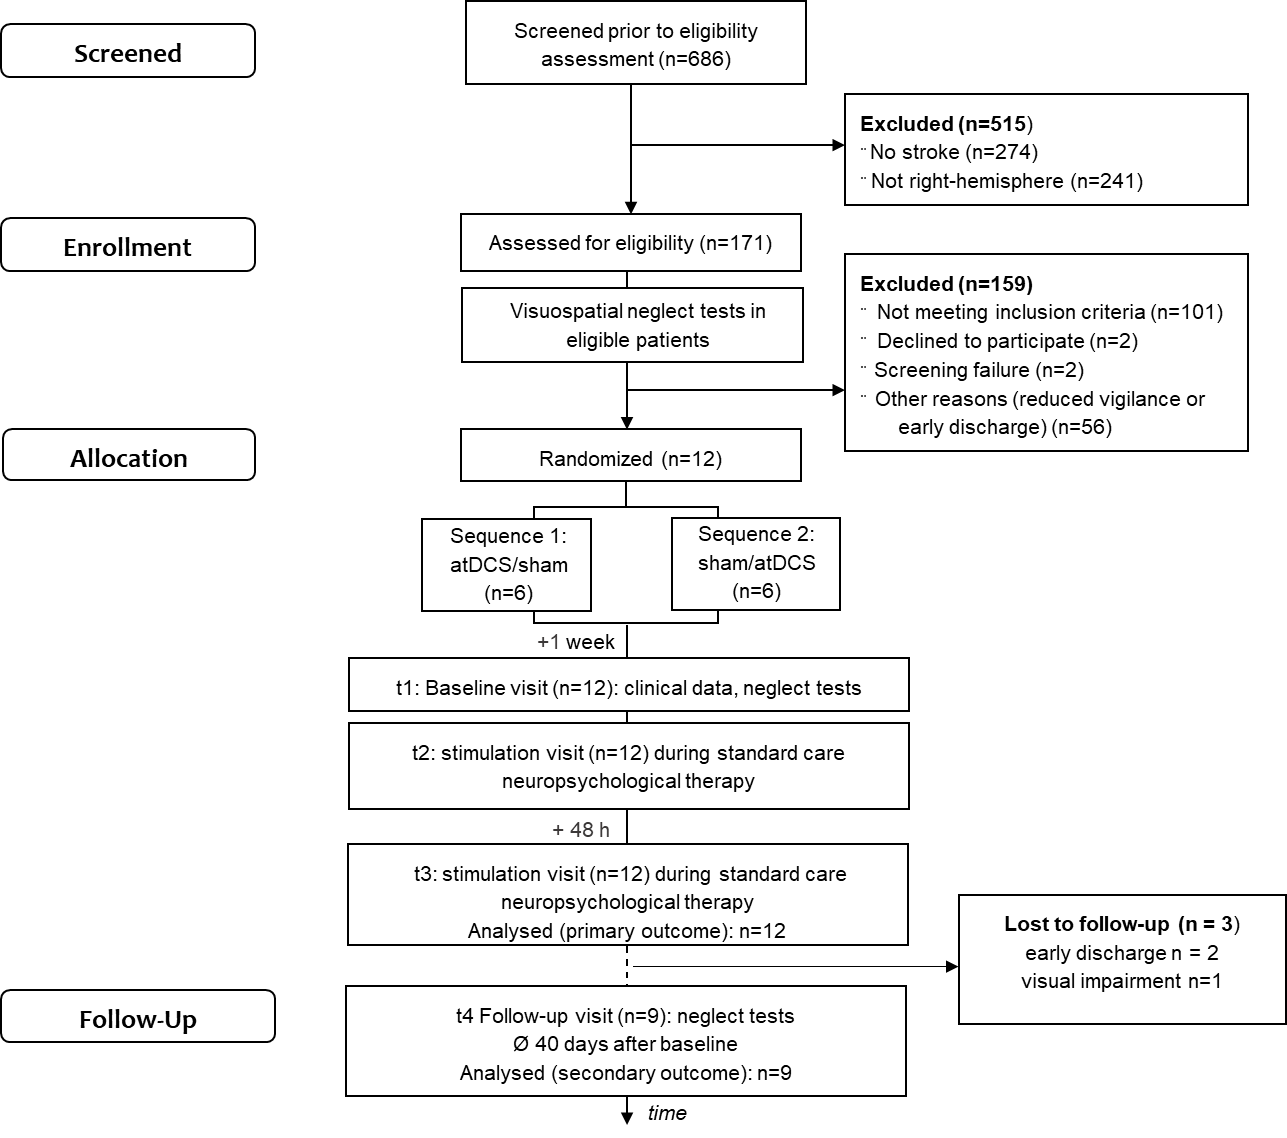 Screened
Screened prior to eligibility
assessment (n=686)
Excluded (n=515)
¨ No stroke (n=274)
¨ Not right-hemisphere (n=241)
Enrollment
Assessed for eligibility (n=171)
Visuospatial neglect tests in
eligible patients
Excluded (n=159)
¨ Not meeting inclusion criteria (n=101)
¨ Declined to participate (n=2)
¨ Screening failure (n=2)
¨ Other reasons (reduced vigilance or
early discharge) (n=56)
Allocation
Randomized (n=12)
Sequence 1:
atDCS/sham
(n=6)
Sequence 2:
sham/atDCS
(n=6)
+1 week
t1: Baseline visit (n=12): clinical data, neglect tests
t2: stimulation visit (n=12) during standard care
neuropsychological therapy
+ 48 h
t3: stimulation visit (n=12) during standard care
neuropsychological therapy
Analysed (primary outcome): n=12
Lost to follow-up (n = 3)
early discharge n = 2
visual impairment n=1
Follow-Up
t4 Follow-up visit (n=9): neglect tests
Ø 40 days after baseline
Analysed (secondary outcome): n=9
time